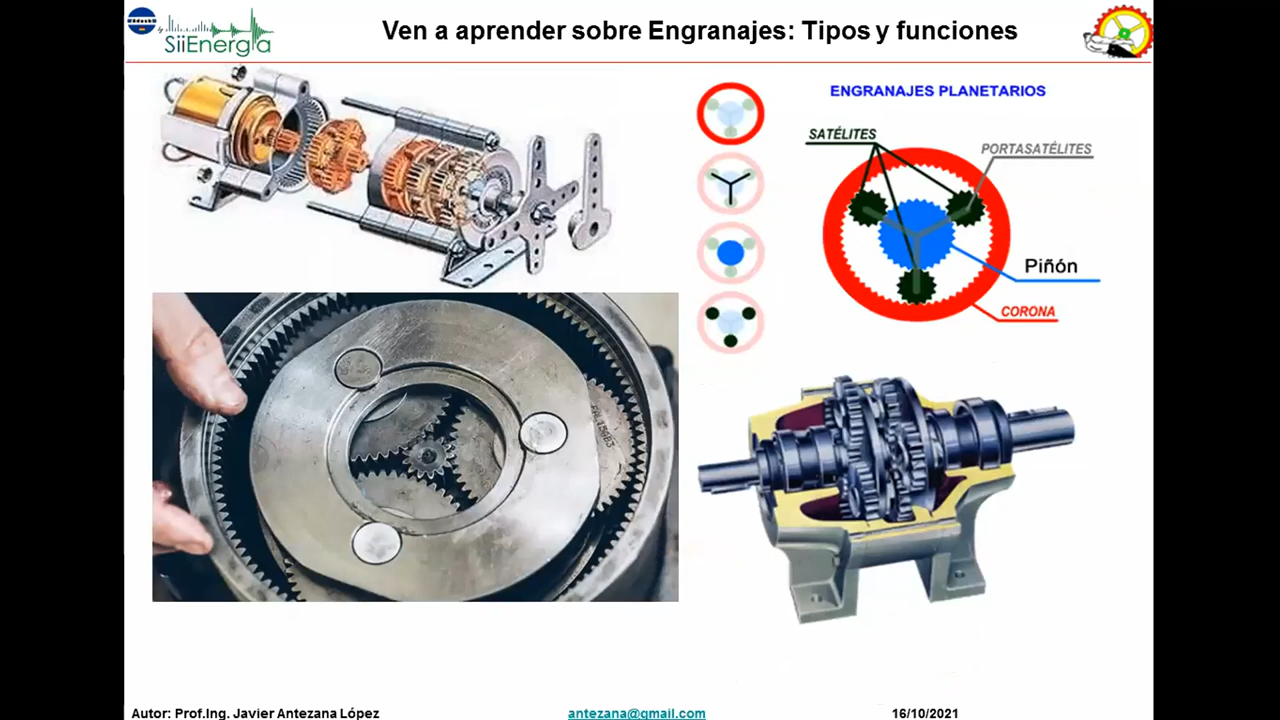 SiiEnergía
Ven a aprender sobre Engranajes: Tipos y funciones
ENGRANAJES PLANETARIOS
SATÉLITES
PORTASATÉLITES
Piñón
CORONA
Autor: Prof.Ing. Javier Antezana López
antezana@gmail.com
16/10/2021